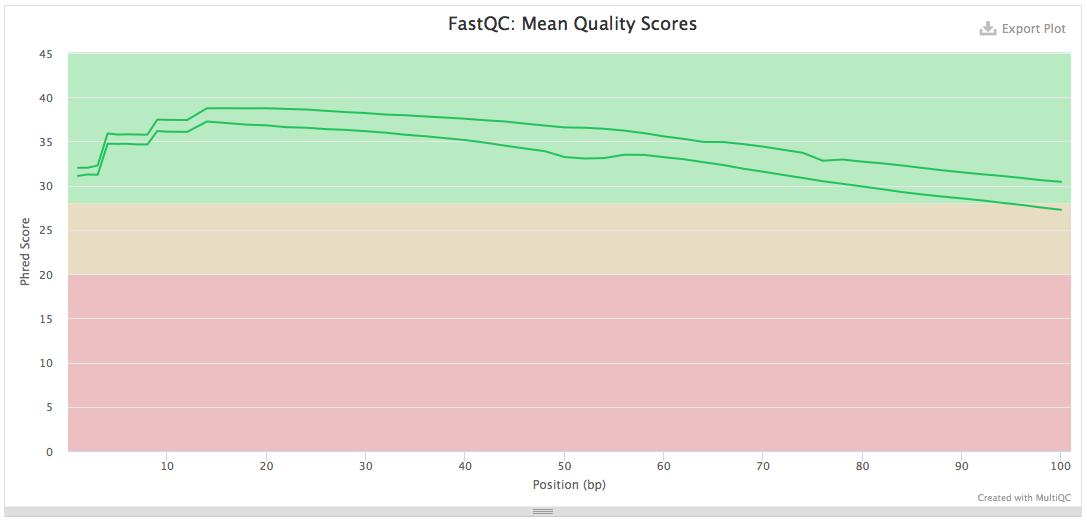 FastQC: Mean Quality Scores
Export Plot
45
40
35
30
25
20
15
10
5
0
Phred Score
10 20 30 40 50 60 70 80 90 100
Position (bp)
Created with MultiQC